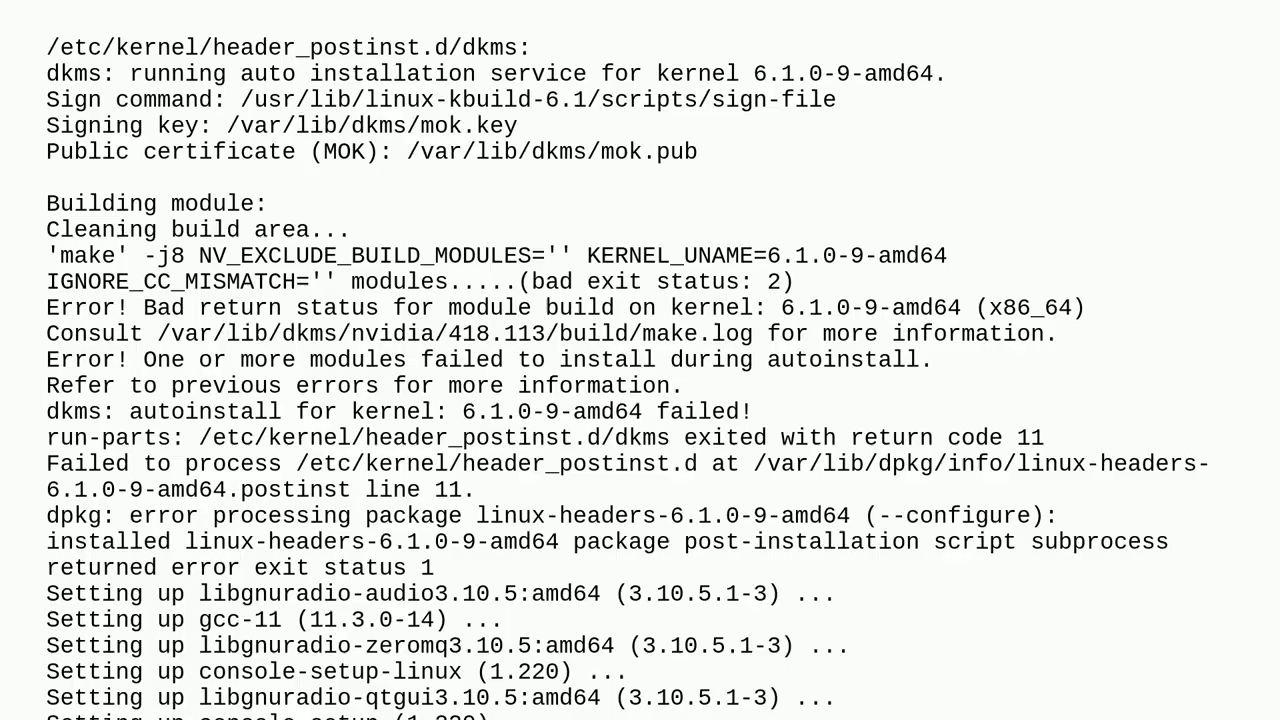 /etc/kernel/header_postinst.d/dkms:
dkms: running auto installation service for kernel 6.1.0-9-amd64.
Sign command: /usr/lib/linux-kbuild-6.1/scripts/sign-file
Signing key: /var/lib/dkms/mok.key
Public certificate (MOK): /var/lib/dkms/mok.pub
Building module:
Cleaning build area...
'make' -j8 NV_EXCLUDE_BUILD_MODULES='' KERNEL_UNAME=6.1.0-9-amd64
IGNORE_CC_MISMATCH='' modules.....(bad exit status: 2)
Error! Bad return status for module build on kernel: 6.1.0-9-amd64 (x86_64)
Consult /var/lib/dkms/nvidia/418.113/build/make.log for more information.
Error! One or more modules failed to install during autoinstall.
Refer to previous errors for more information.
dkms: autoinstall for kernel: 6.1.0-9-amd64 failed!
run-parts: /etc/kernel/header_postinst.d/dkms exited with return code 11
Failed to process /etc/kernel/header_postinst.d at /var/lib/dpkg/info/linux-headers-
6.1.0-9-amd64.postinst line 11.
dpkg: error processing package linux-headers-6.1.0-9-amd64 (--configure):
installed linux-headers-6.1.0-9-amd64 package post-installation script subprocess
returned error exit status 1
Setting up libgnuradio-audio3.10.5:amd64 (3.10.5.1-3) ...
Setting up gcc-11 (11.3.0-14) ...
Setting up libgnuradio-zeromq3.10.5:amd64 (3.10.5.1-3) ...
Setting up console-setup-linux (1.220) ...
Setting up libgnuradio-qtgui3.10.5:amd64 (3.10.5.1-3) ...
Setting up console-setup (1.220)